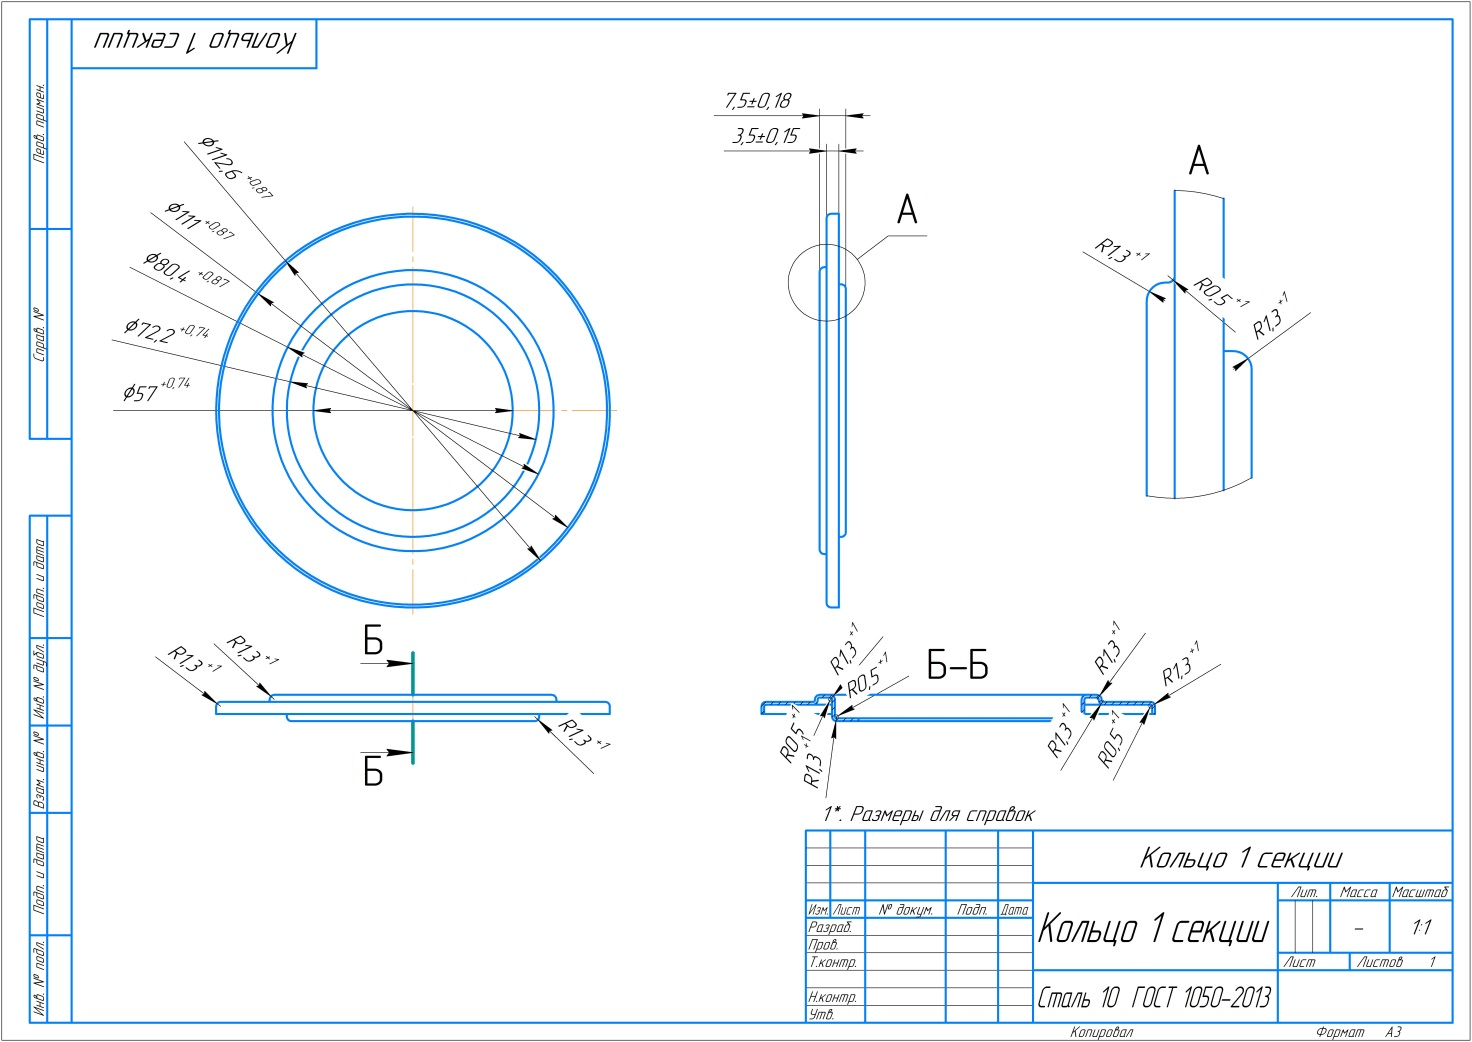 Кольцо 1 секции
Перв. примен.
Справ. №
Подп. и дата
Инв. № дубл.
Взам. инв. №
Подп. и дата
Инв. № подл.
ϕ112,6 +0,87
ϕ111 +0,87
ϕ80,4 +0,87
ϕ72,2 +0,74
ϕ57 +0,74
7,5±0,18
3,5±0,15
А
А
R1,3 +1
R0,5 +1
R1,3 +1
R1,3 +1
R1,3 +1
Б
R1,3 +1
Б
Б-Б
R1,3 +1
R0,5 +1
R0,5 +1
R1,3 +1
R1,3 +1
R1,3 +1
R1,3 +1
R0,5 +1
1*. Размеры для справок
Кольцо 1 секции
Изм. Лист № докум. Подп. Дата
Разраб.
Пров.
Т.контр.
Н.контр.
Утв.
Кольцо 1 секции
Лит. Масса Масштаб
- 1:1
Лист Листов 1
Сталь 10 ГОСТ 1050-2013
Копировал Формат А3